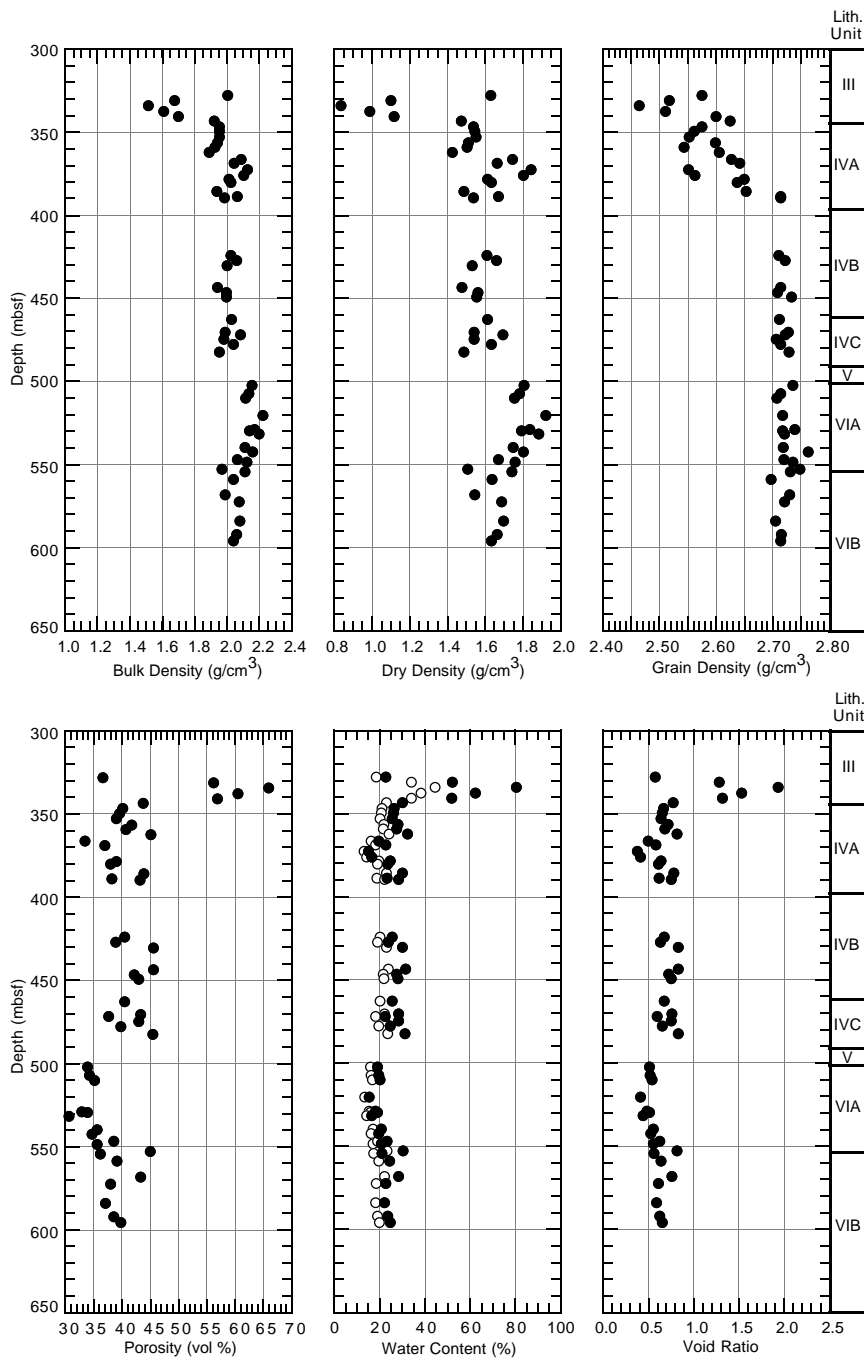 Lith.
Unit
300
350
400
450
500
550
600
650
Depth (mbsf)
1.0 1.2 1.4 1.6 1.8 2.0 2.2 2.4
Bulk Density (g/cm3)
0.8 1.0 1.2 1.4 1.6 1.8 2.0
Dry Density (g/cm3)
2.40 2.50 2.60 2.70 2.80
Grain Density (g/cm3)
III
IVA
IVB
IVC
V
VIA
VIB
Lith.
Unit
300
350
400
450
500
550
600
650
Depth (mbsf)
30 35 40 45 50 55 60 65 70
Porosity (vol %)
0 20 40 60 80 100
Water Content (%)
0.0 0.5 1.0 1.5 2.0 2.5
Void Ratio
III
IVA
IVB
IVC
V
VIA
VIB